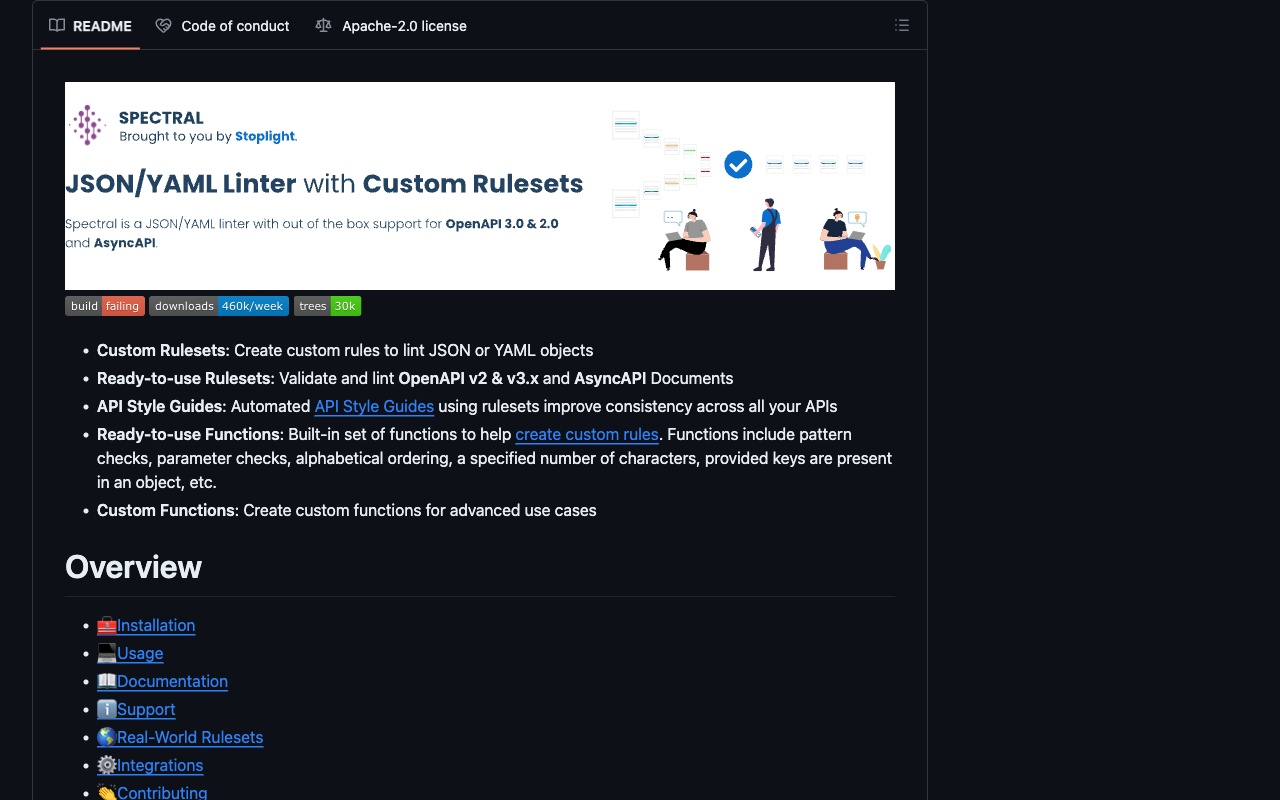 README
Code of conduct
Apache-2.0 license
SPECTRAL
Brought to you by Stoplight.
JSON/YAML Linter with Custom Rulesets
Spectral is a JSON/YAML linter with out of the box support for OpenAPI 3.0 & 2.0
and AsyncAPI.
build failing
downloads 460k/week
trees 30k
• Custom Rulesets: Create custom rules to lint JSON or YAML objects
• Ready-to-use Rulesets: Validate and lint OpenAPI v2 & v3.x and AsyncAPI Documents
• API Style Guides: Automated API Style Guides using rulesets improve consistency across all your APIs
• Ready-to-use Functions: Built-in set of functions to help create custom rules. Functions include pattern
checks, parameter checks, alphabetical ordering, a specified number of characters, provided keys are present
in an object, etc.
• Custom Functions: Create custom functions for advanced use cases
Overview
• 🧰Installation
• 💻Usage
• 📖Documentation
• ℹ️Support
• 🌎Real-World Rulesets
• ⚙️Integrations
• 👏Contributing